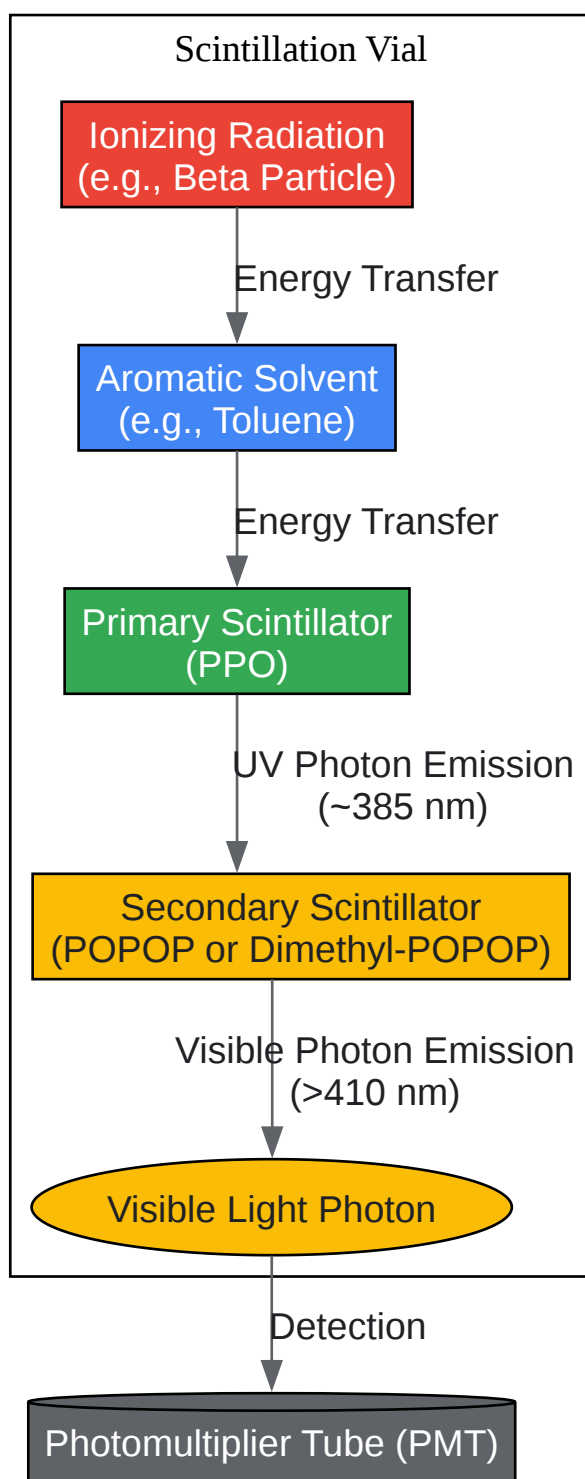 Scintillation Vial
Ionizing Radiation
(e.g., Beta Particle)
Energy Transfer
Aromatic Solvent
(e.g., Toluene)
Energy Transfer
Primary Scintillator
(PPO)
UV Photon Emission
(~385 nm)
Secondary Scintillator
(POPOP or Dimethyl-POPOP)
Visible Photon Emission
(>410 nm)
Visible Light Photon
Detection
Photomultiplier Tube (PMT)